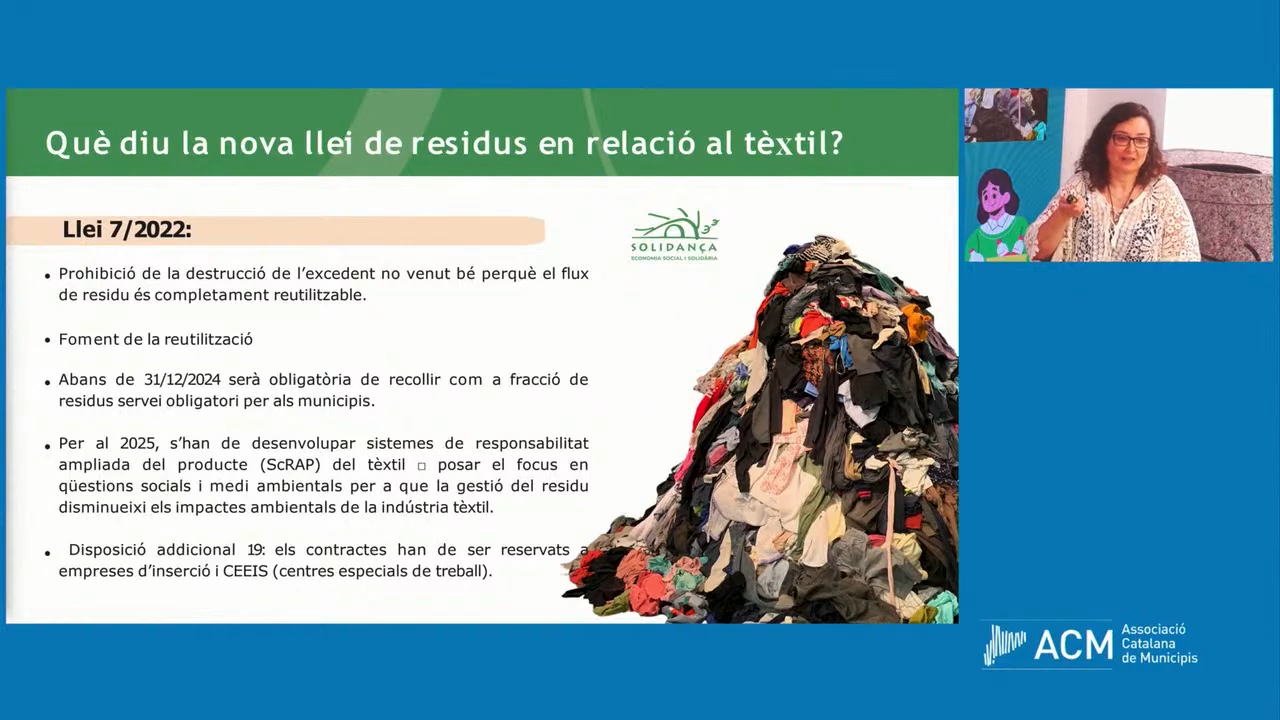 Què diu la nova llei de residus en relació al tèxtil?
Llei 7/2022:
SOLIDANÇA
ECONOMIA SOCIAL I SOLIDÀRIA
• Prohibició de la destrucció de l’excedent no venut bé perquè el flux
de residu és completament reutilitzable.
• Foment de la reutilització
• Abans de 31/12/2024 serà obligatòria de recollir com a fracció de
residus servei obligatori per als municipis.
• Per al 2025, s’han de desenvolupar sistemes de responsabilitat
ampliada del producte (ScRAP) del tèxtil □ posar el focus en
qüestions socials i medi ambientals per a que la gestió del residu
disminueixi els impactes ambientals de la indústria tèxtil.
• Disposició addicional 19: els contractes han de ser reservats a
empreses d’inserció i CEEIS (centres especials de treball).
ACM
Associació
Catalana
de Municipis